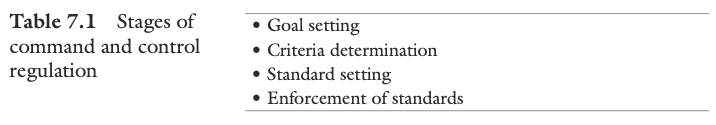 Table 7.1 Stages of
command and control
regulation
• Goal setting
• Criteria determination
• Standard setting
• Enforcement of standards